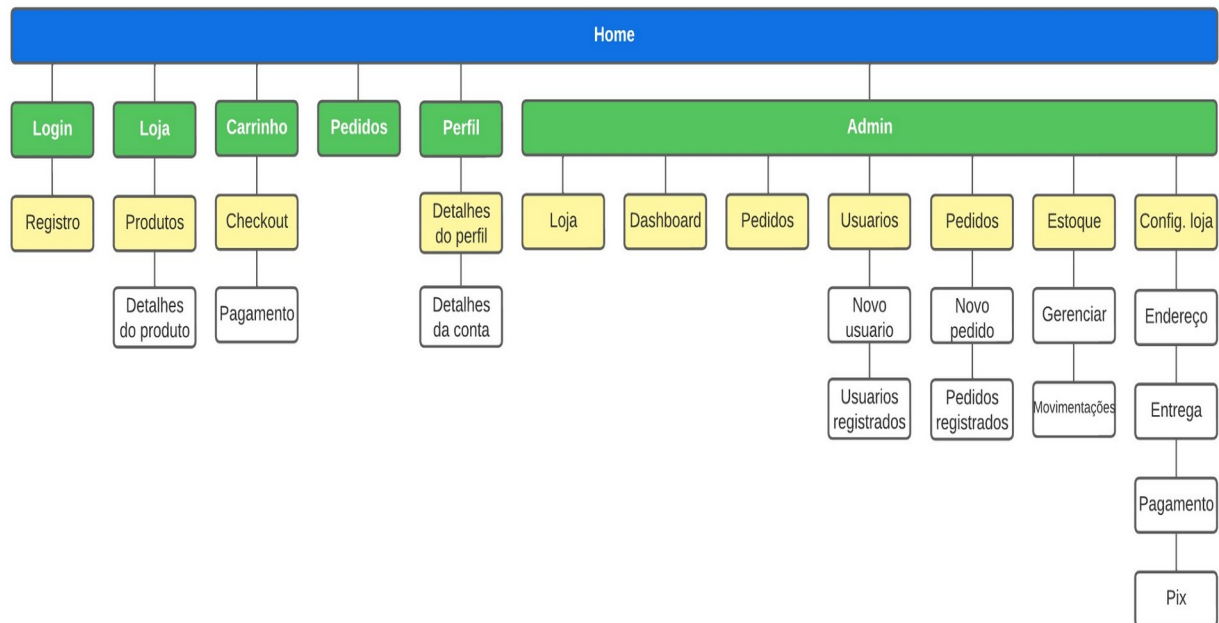 Home
Login
Loja
Carrinho
Pedidos
Perfil
Admin
Registro
Produtos
Checkout
Detalhes
do perfil
Loja
Dashboard
Pedidos
Usuarios
Pedidos
Estoque
Config. loja
Detalhes
do produto
Pagamento
Detalhes
da conta
Novo
usuario
Novo
pedido
Gerenciar
Endereço
Usuarios
registrados
Pedidos
registrados
Movimentações
Entrega
Pagamento
Pix